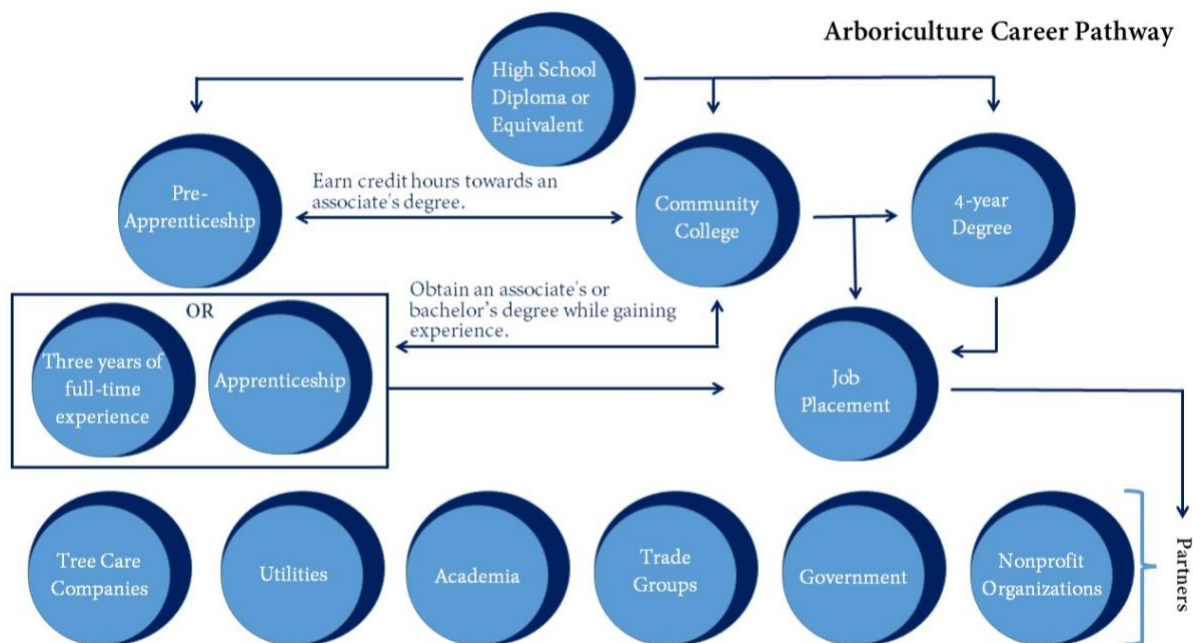 Arboriculture Career Pathway
High School
Diploma or
Equivalent
Pre-
Apprenticeship
Earn credit hours towards an
associate's degree.
Community
College
4-year
Degree
OR
Three years of
full-time
experience
Apprenticeship
Obtain an associate's or
bachelor’s degree while gaining
experience.
Job
Placement
Tree Care
Companies
Utilities
Academia
Trade
Groups
Government
Nonprofit
Organizations
Partners